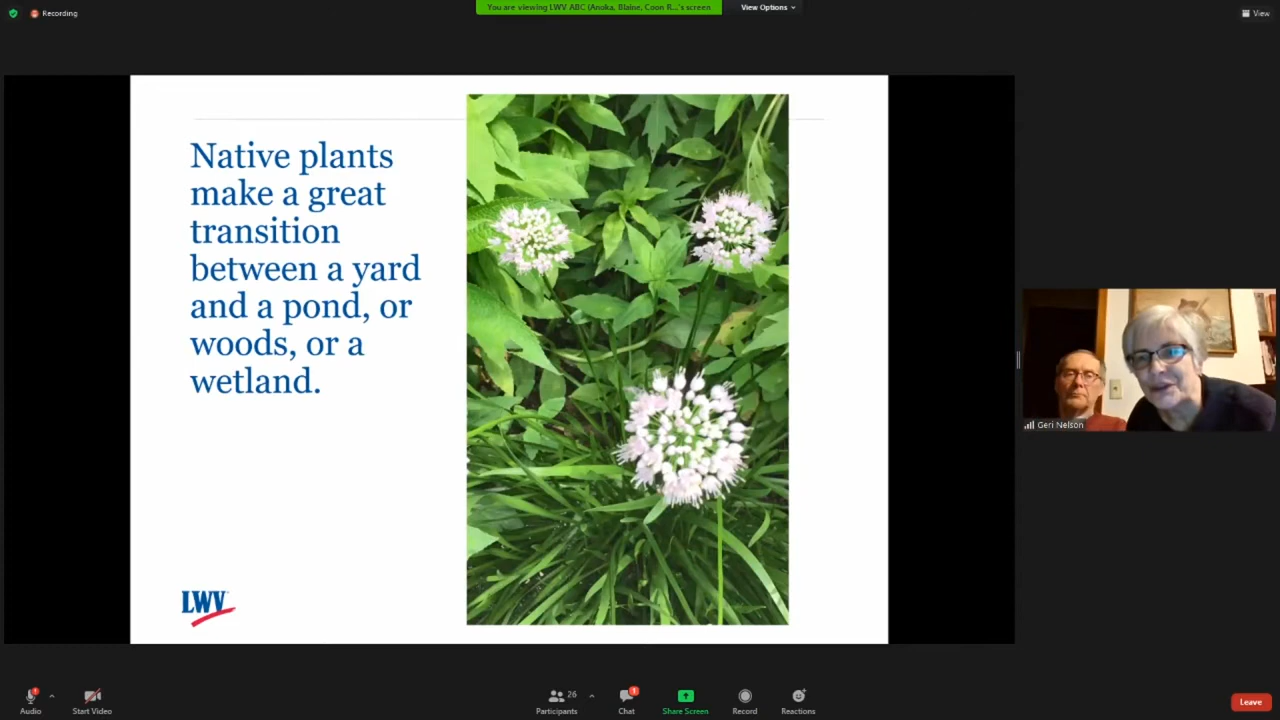 Recording
You are viewing LWV ABC (Anoka, Blaine, Coon R...'s screen
View Options
View
Native plants
make a great
transition
between a yard
and a pond, or
woods, or a
wetland.
LWV
Geri Nelson
Audio
Start Video
26
Participants
1
Chat
Share Screen
Record
Reactions
Leave